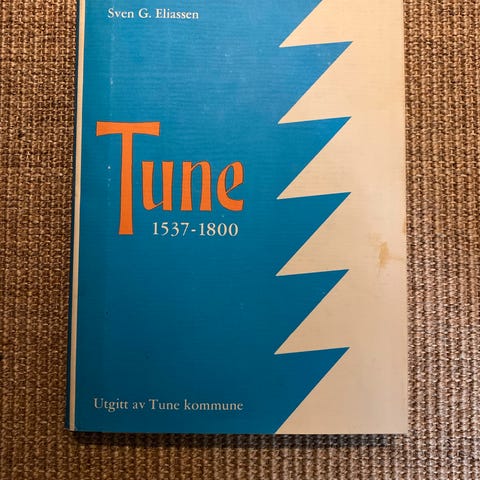 Sven G. Eliassen
Tune
1537-1800
Utgitt av Tune kommune